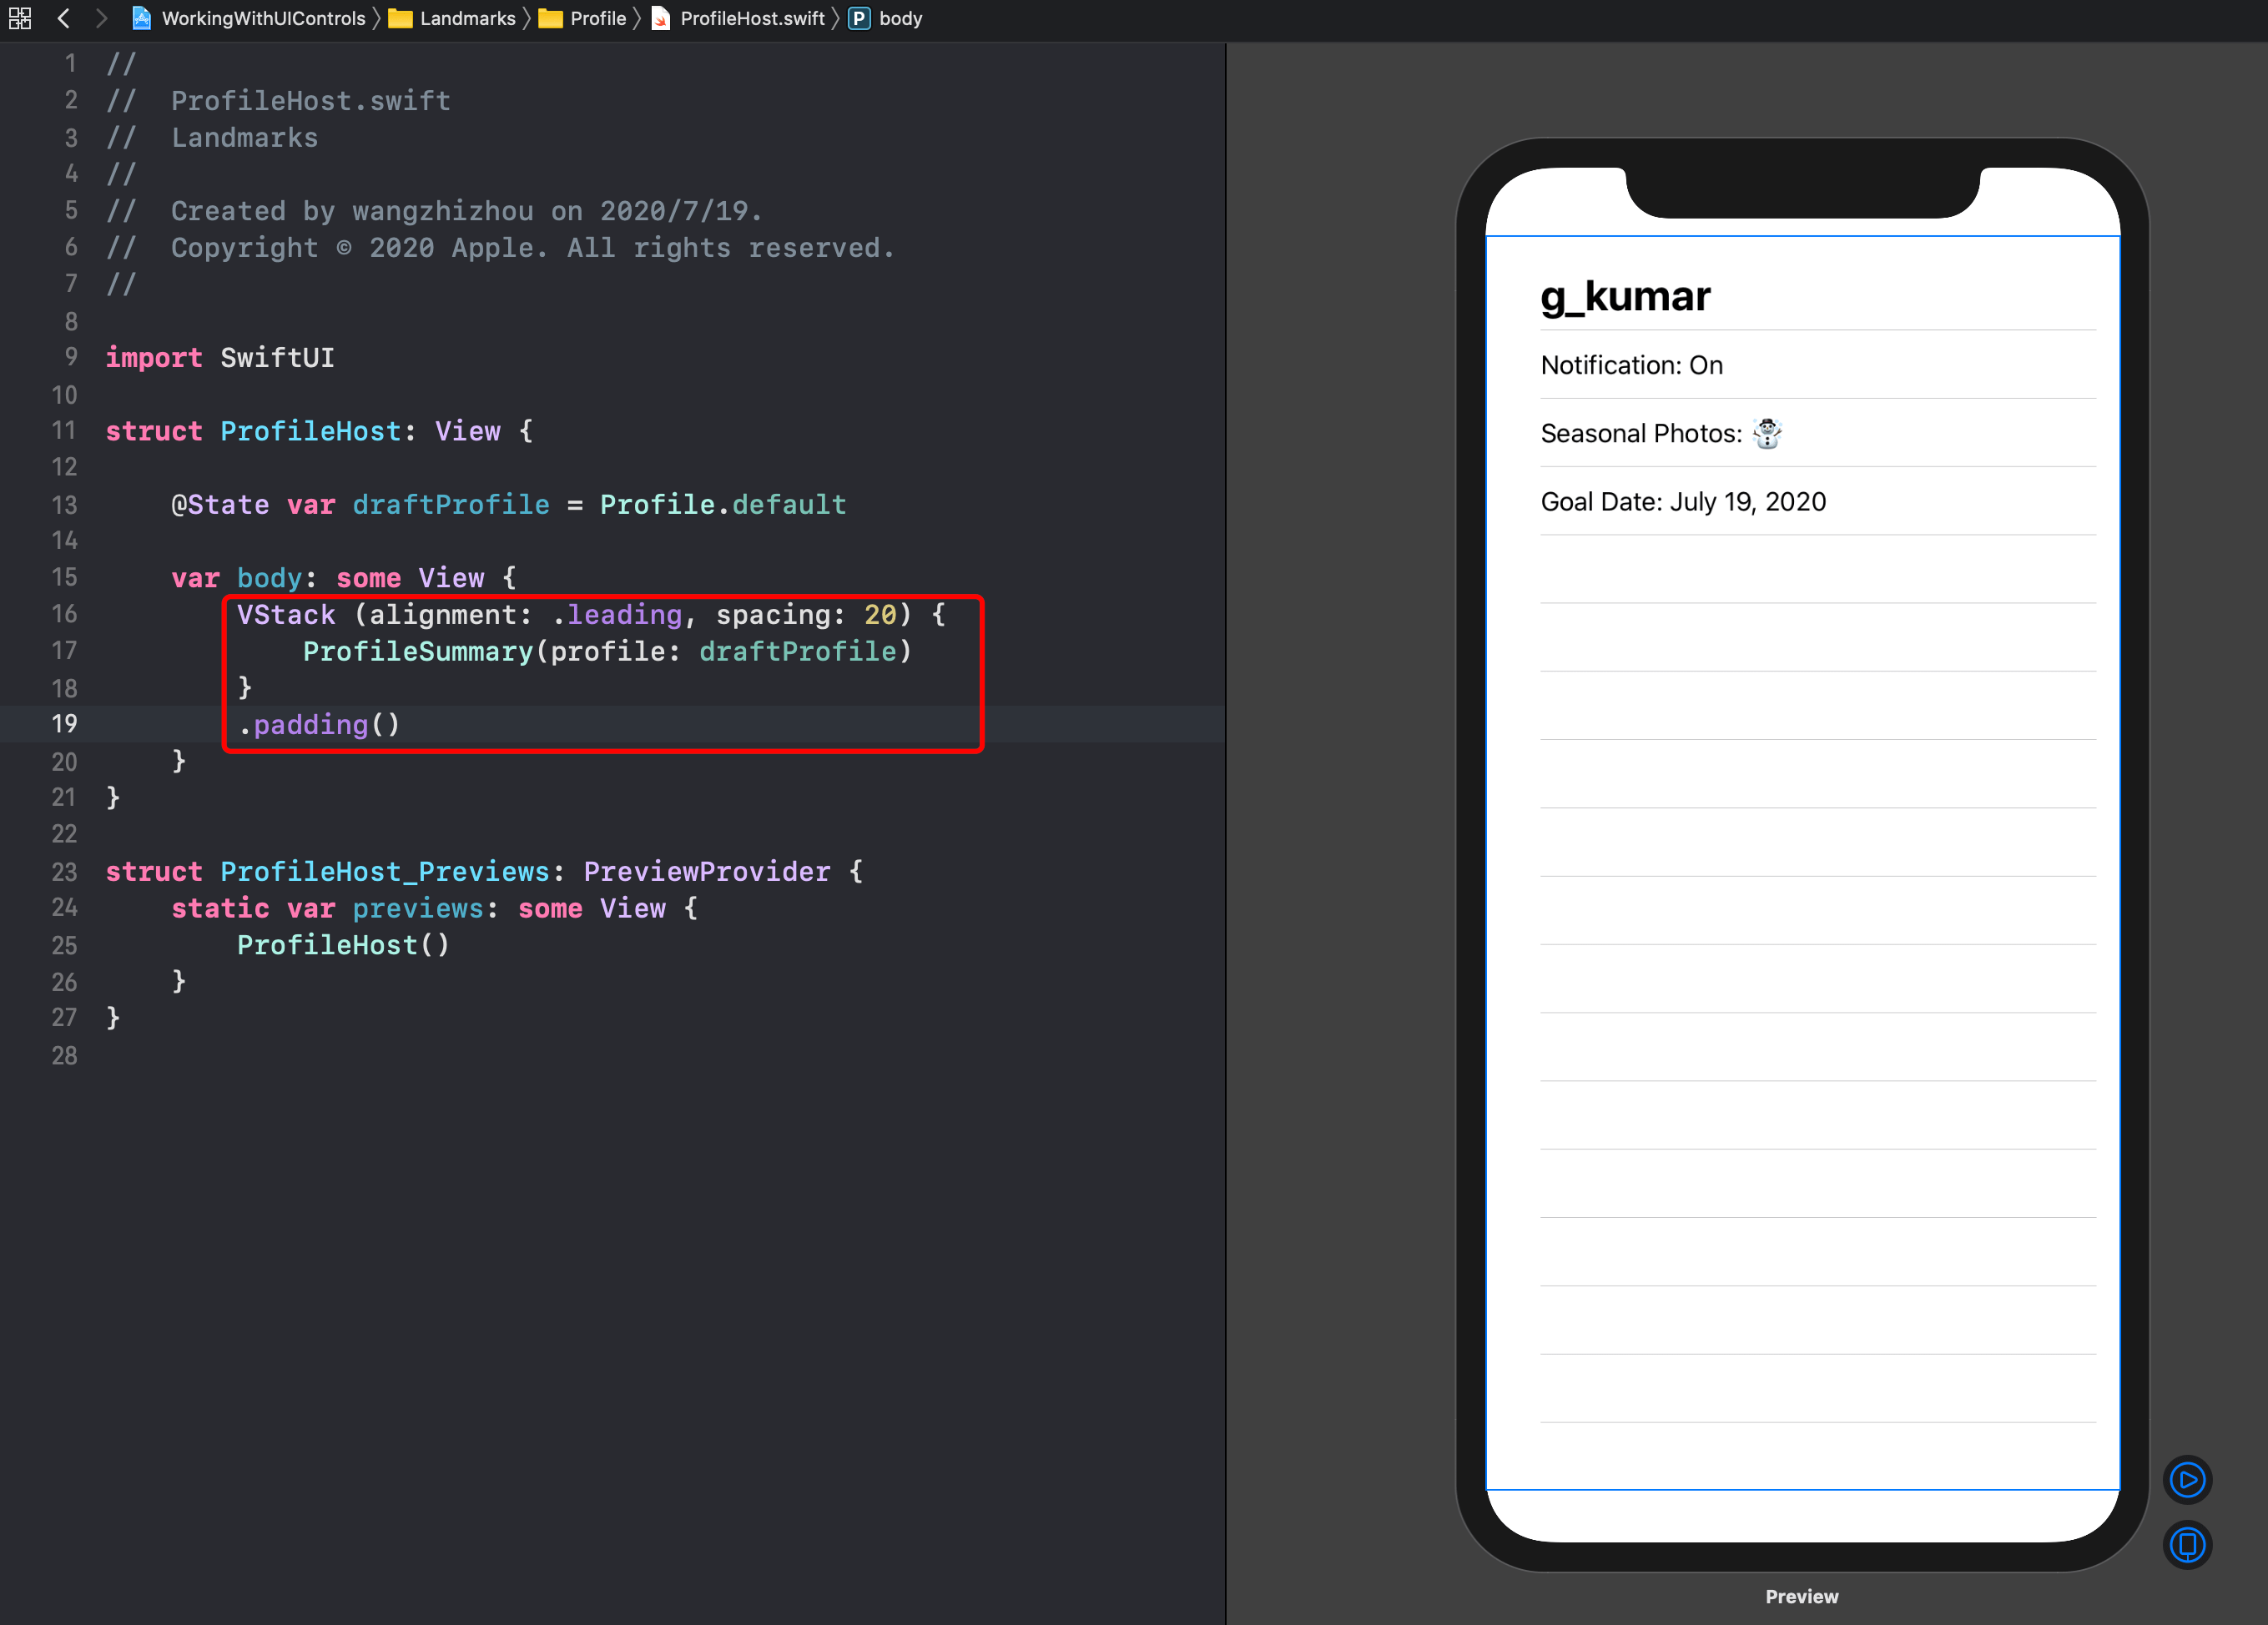 WorkingWithUIControls Landmarks Profile ProfileHost.swift P body
1 //
2 //  ProfileHost.swift
3 //  Landmarks
4 //
5 //  Created by wangzhizhou on 2020/7/19.
6 //  Copyright © 2020 Apple. All rights reserved.
7 //
8
9 import SwiftUI
10
11 struct ProfileHost: View {
12
13     @State var draftProfile = Profile.default
14
15     var body: some View {
16         VStack (alignment: .leading, spacing: 20) {
17             ProfileSummary(profile: draftProfile)
18         }
19         .padding()
20     }
21 }
22
23 struct ProfileHost_Previews: PreviewProvider {
24     static var previews: some View {
25         ProfileHost()
26     }
27 }
28
g_kumar
Notification: On
Seasonal Photos: ☃️
Goal Date: July 19, 2020
Preview